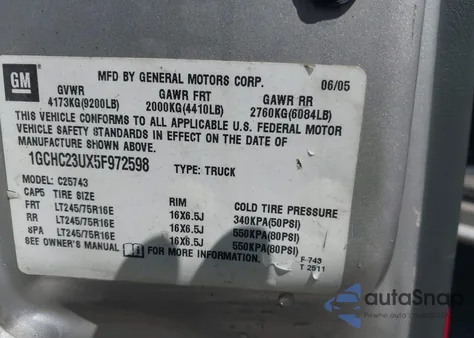 GM
MFD BY GENERAL MOTORS CORP. 06/05
GVWR GAWR FRT GAWR RR
4173KG(9200LB) 2000KG(4410LB) 2760KG(6084LB)
THIS VEHICLE CONFORMS TO ALL APPLICABLE U.S. FEDERAL MOTOR
VEHICLE SAFETY STANDARDS IN EFFECT ON THE DATE OF
MANUFACTURE SHOWN ABOVE.
1GCHC23UX5F972598 TYPE: TRUCK
MODEL: C25743
CAP5 TIRE SIZE RIM COLD TIRE PRESSURE
FRT LT245/75R16E 16X6.5J 340KPA(50PSI)
RR LT245/75R16E 16X6.5J 550KPA(80PSI)
SPA LT245/75R16E 16X6.5J 550KPA(80PSI)
SEE OWNER'S MANUAL FOR MORE INFORMATION.
F 743
T 2511
autaSnap